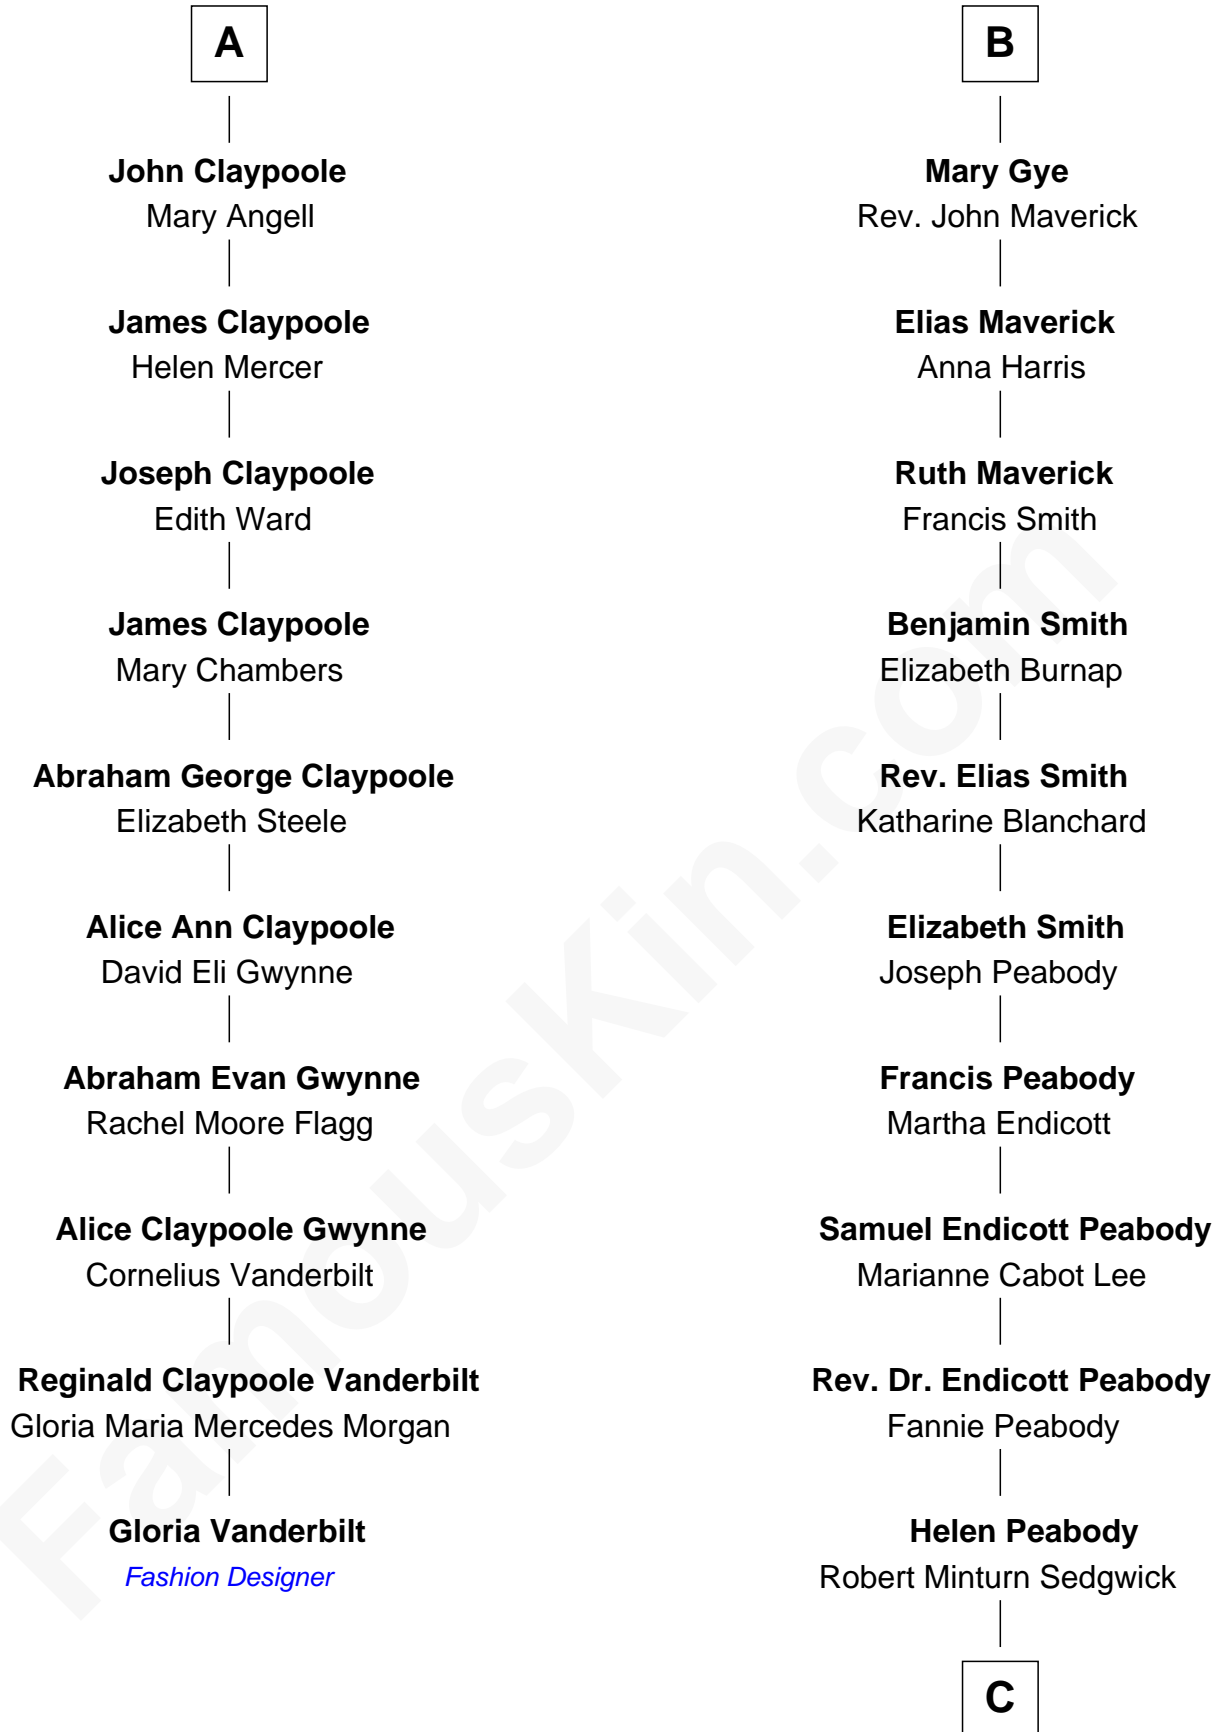 A
John Claypoole
Mary Angell
James Claypoole
Helen Mercer
Joseph Claypoole
Edith Ward
James Claypoole
Mary Chambers
Abraham George Claypoole
Elizabeth Steele
Alice Ann Claypoole
David Eli Gwynne
Abraham Evan Gwynne
Rachel Moore Flagg
Alice Claypoole Gwynne
Cornelius Vanderbilt
Reginald Claypoole Vanderbilt
Gloria Maria Mercedes Morgan
Gloria Vanderbilt
Fashion Designer
B
Mary Gye
Rev. John Maverick
Elias Maverick
Anna Harris
Ruth Maverick
Francis Smith
Benjamin Smith
Elizabeth Burnap
Rev. Elias Smith
Katharine Blanchard
Elizabeth Smith
Joseph Peabody
Francis Peabody
Martha Endicott
Samuel Endicott Peabody
Marianne Cabot Lee
Rev. Dr. Endicott Peabody
Fannie Peabody
Helen Peabody
Robert Minturn Sedgwick
C
FamousKin.com